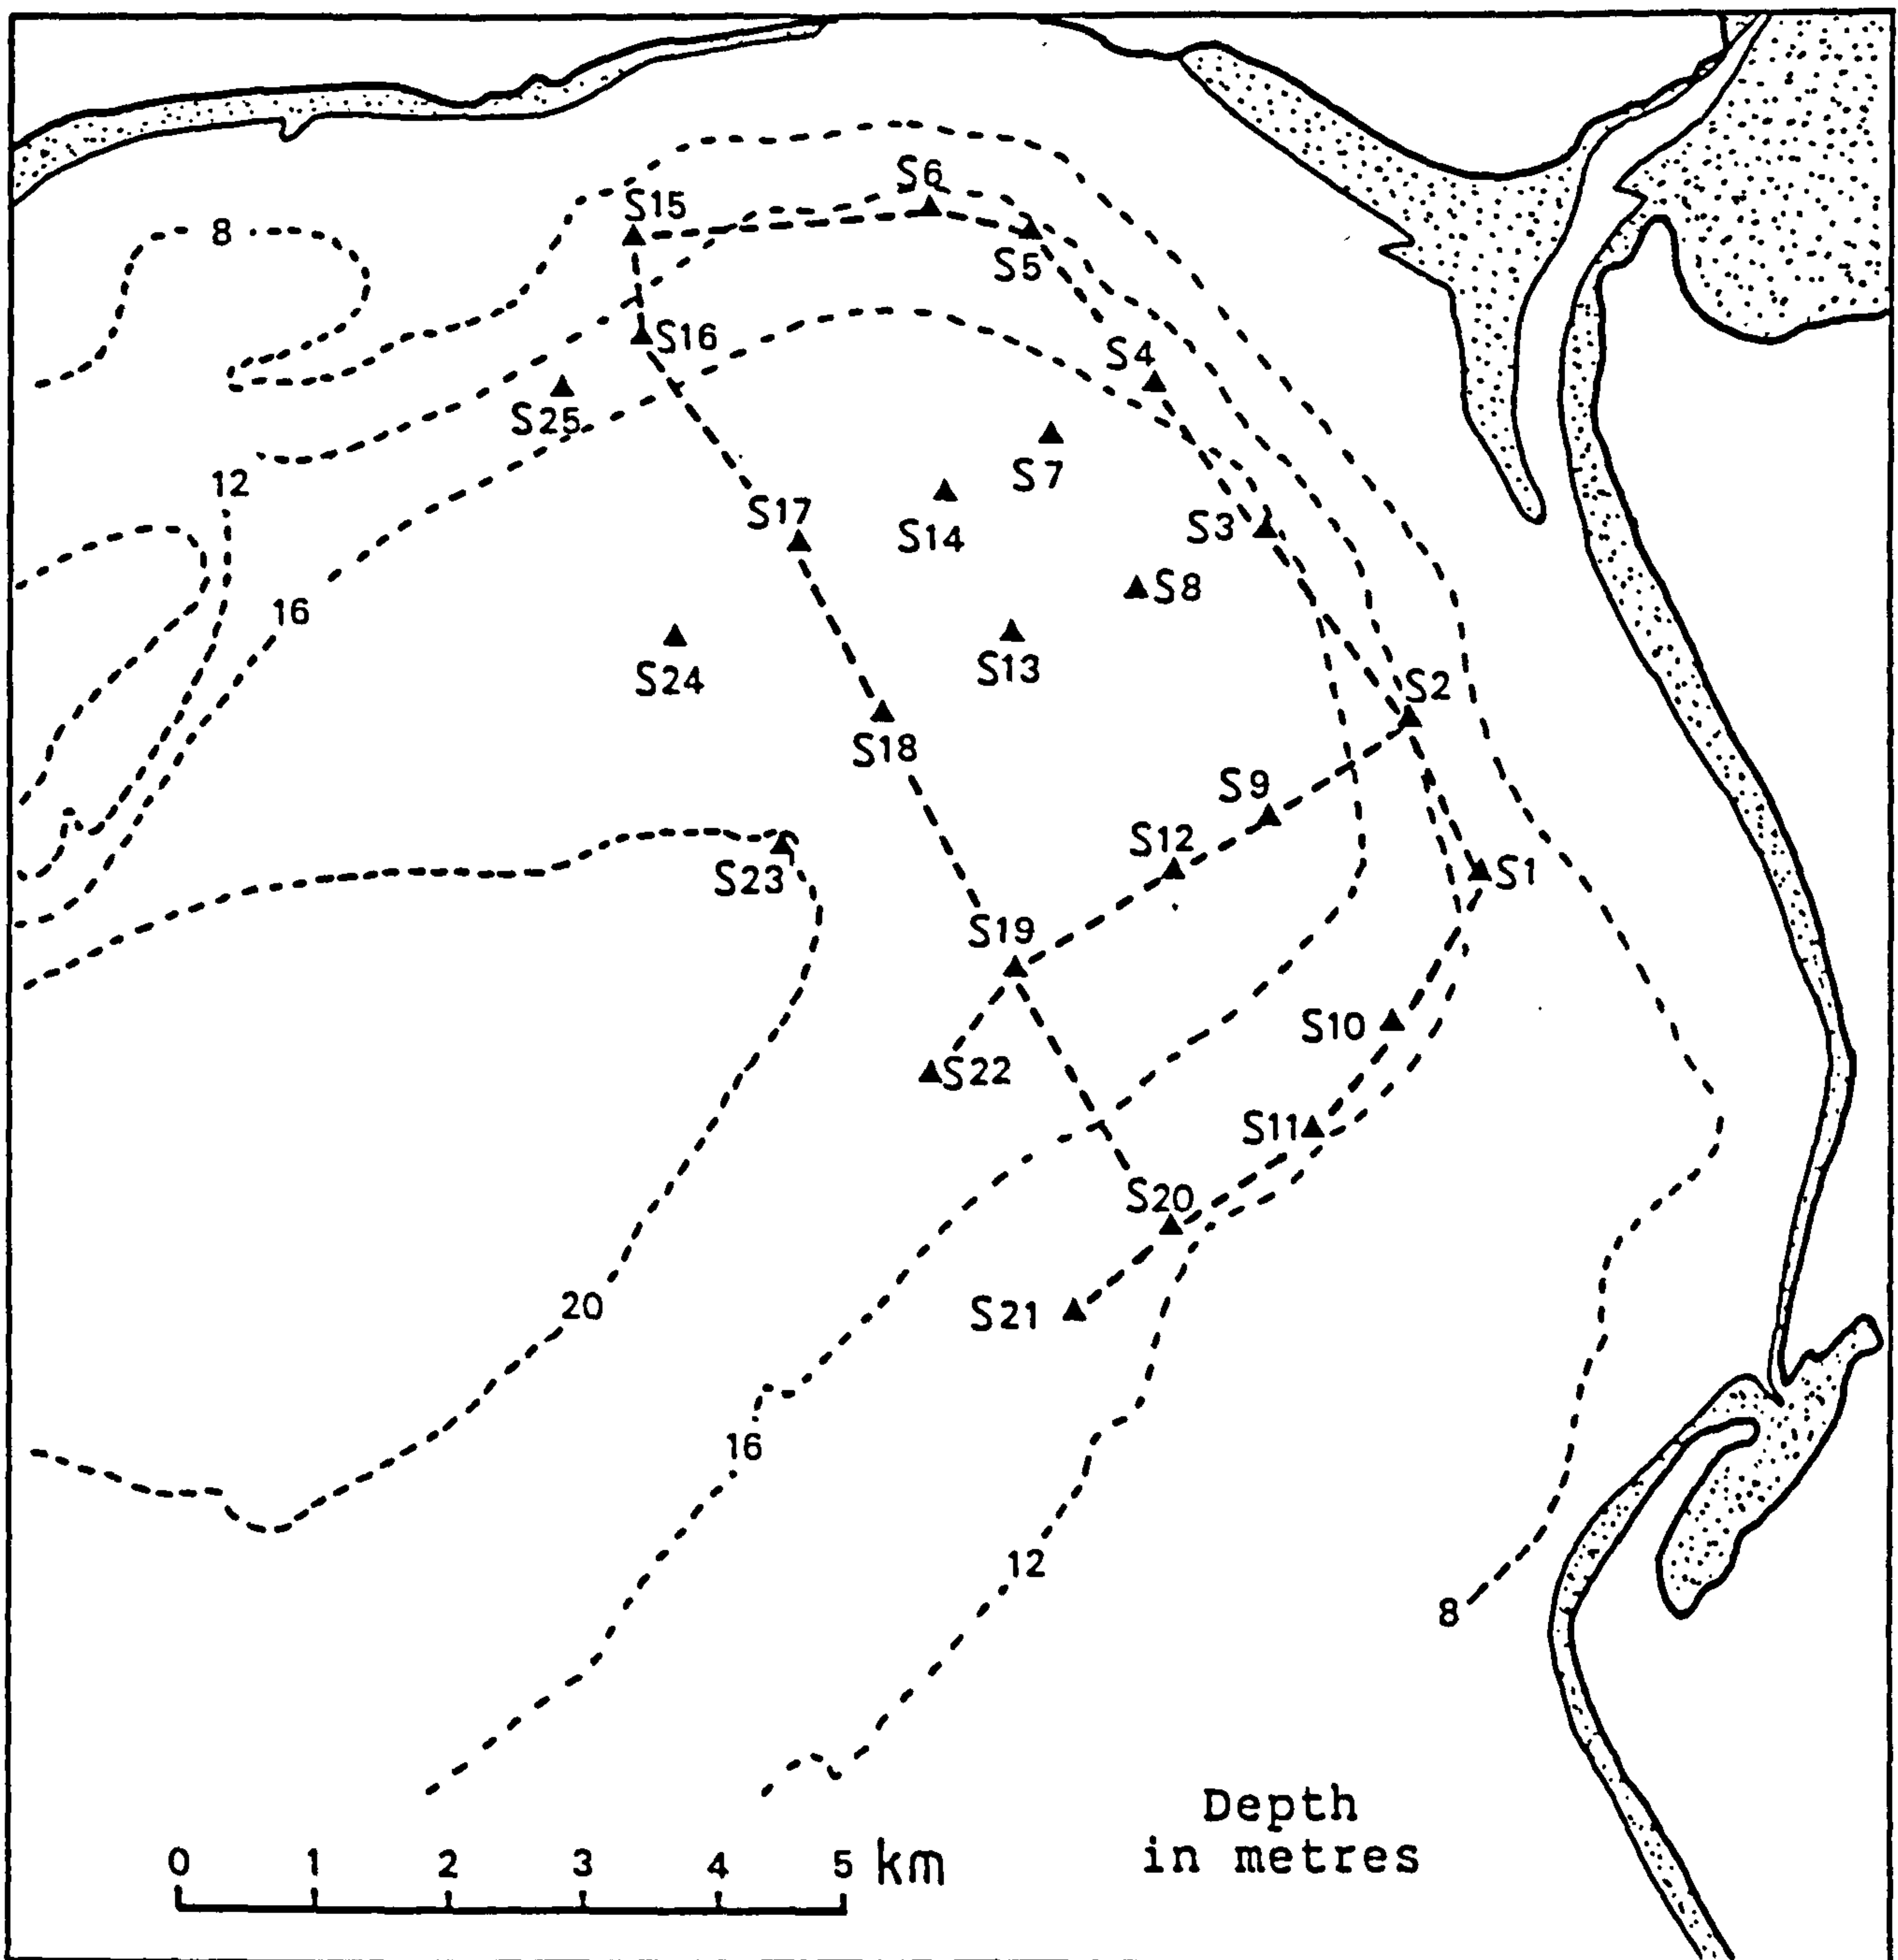 S6
S15
8
S5
S16
S4
S25
S7
12
S17
S14
S3
S8
16
S13
S24
S2
S18
S9
S12
S23
S1
S19
S10
S22
S11
S20
20
S21
16
12
8
Depth
in metres
0 1 2 3 4 5 km